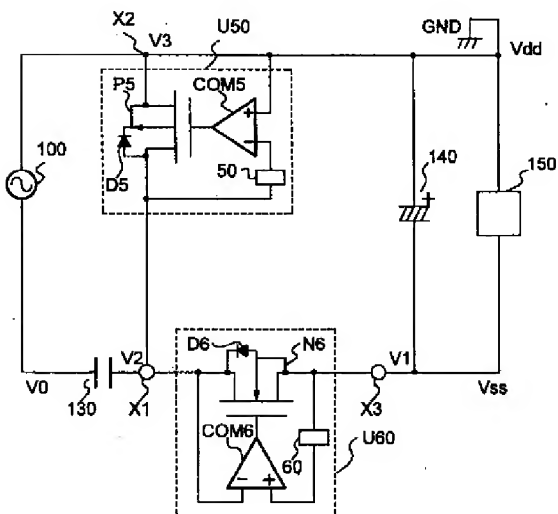 X2
V3
U50
GND
Vdd
P5
COM5
+
-
100
D5
50
140
+
150
D6
N6
V0
V2
V1
Vss
130
X1
X3
COM6
60
U60
- +